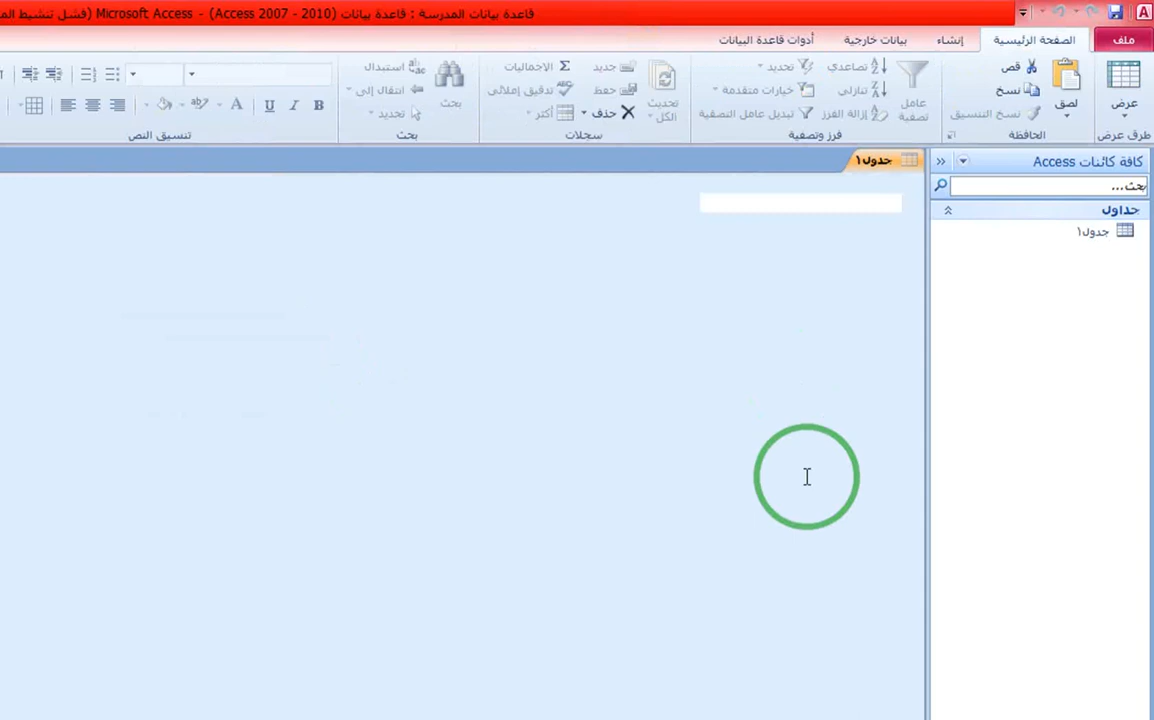 قاعدة بيانات المدرسة : قاعدة بيانات (Access 2007 - 2010) - Microsoft Access (فشل تنشيط الم
ملف
الصفحة الرئيسية
إنشاء
بيانات خارجية
أدوات قاعدة البيانات
عرض
طرق عرض
لصق
قص
نسخ
نسخ التنسيق
الحافظة
عامل تصفية
تصاعدي
تنازلي
إزالة الفرز
تحديد
خيارات متقدمة
تبديل عامل التصفية
فرز وتصفية
تحديث الكل
جديد
حفظ
حذف
الاجماليات
تدقيق إملائي
أكثر
سجلات
بحث
استبدال
انتقال إلى
تحديد
بحث
B I U A
تنسيق النص
كافة كائنات Access
بحث...
جداول
جدول١
جدول١